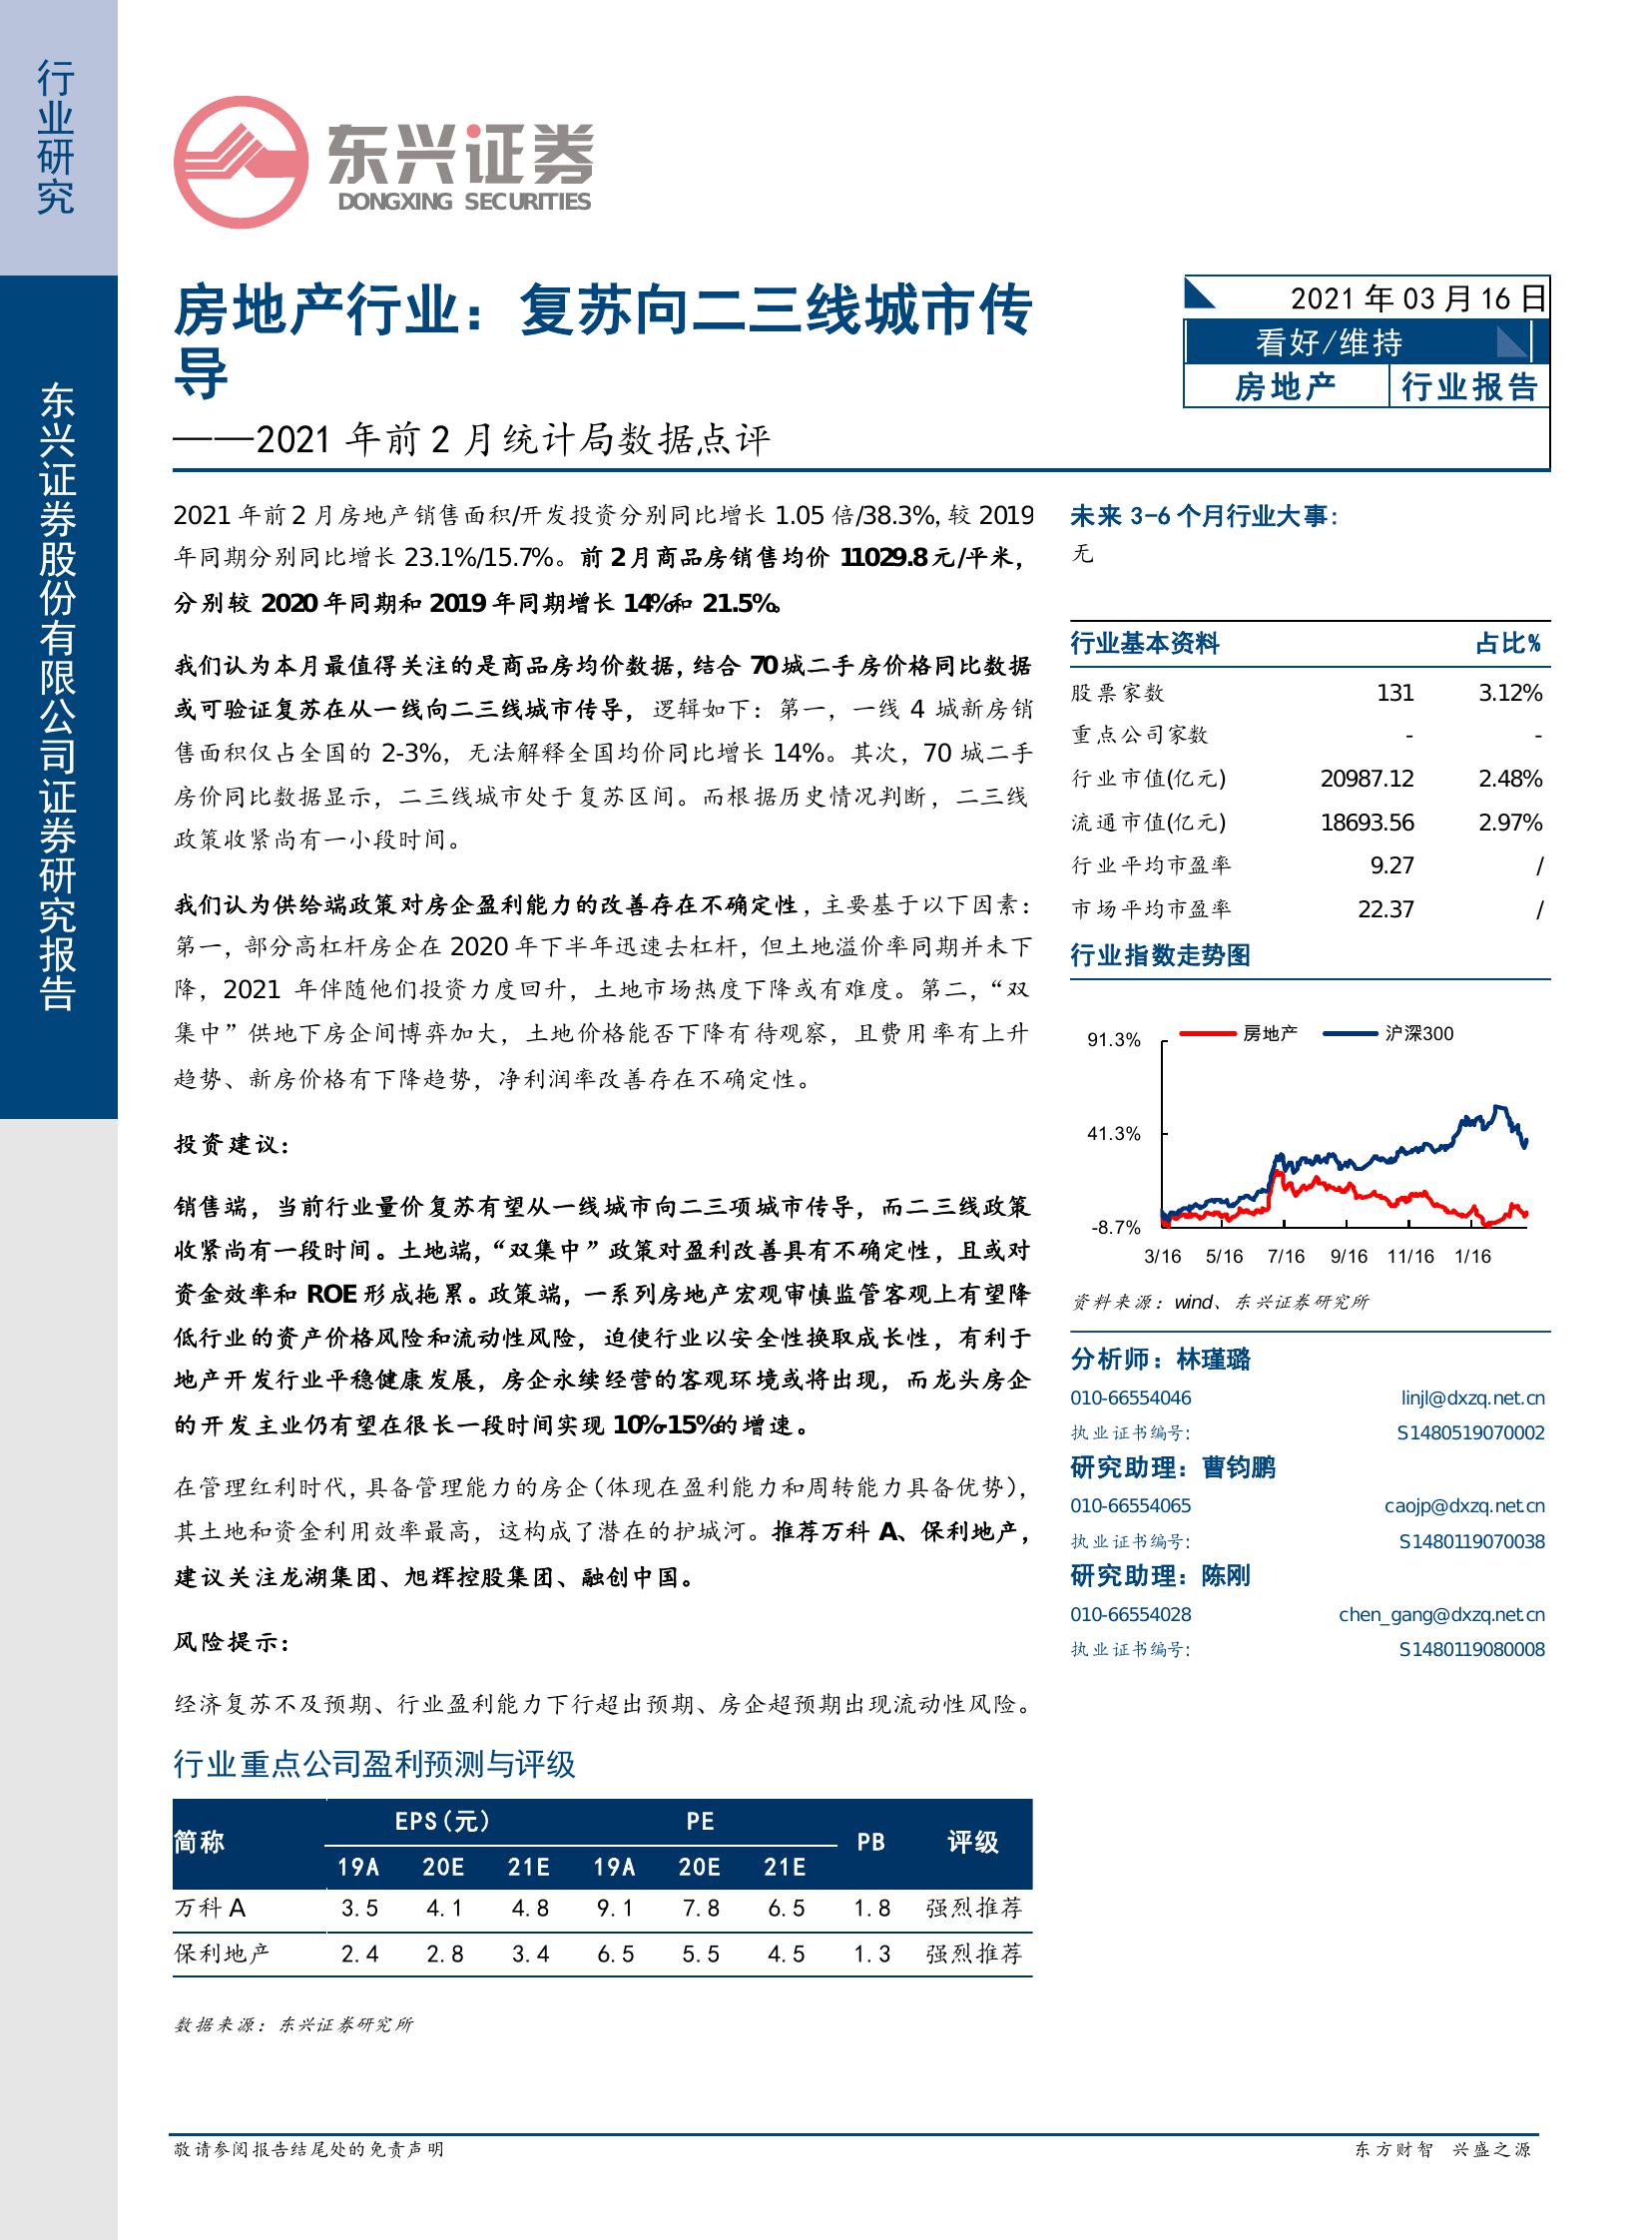 行业研究
东兴证券股份有限公司证券研究报告
东兴证券
DONGXING SECURITIES
房地产行业：复苏向二三线城市传
导
——2021 年前 2 月统计局数据点评
2021 年 03 月 16 日
看好/维持
房地产 行业报告
2021 年前 2 月房地产销售面积/开发投资分别同比增长 1.05 倍/38.3%, 较 2019
年同期分别同比增长 23.1%/15.7%。前 2 月商品房销售均价 11029.8 元/平米，
分别较 2020 年同期和 2019 年同期增长 14%和 21.5%。
我们认为本月最值得关注的是商品房均价数据，结合 70 城二手房价格同比数据
或可验证复苏在从一线向二三线城市传导，逻辑如下：第一，一线 4 城新房销
售面积仅占全国的 2-3%，无法解释全国均价同比增长 14%。其次，70 城二手
房价同比数据显示，二三线城市处于复苏区间。而根据历史情况判断，二三线
政策收紧尚有一小段时间。
我们认为供给端政策对房企盈利能力的改善存在不确定性，主要基于以下因素：
第一，部分高杠杆房企在 2020 年下半年迅速去杠杆，但土地溢价率同期并未下
降，2021 年伴随他们投资力度回升，土地市场热度下降或有难度。第二，“双
集中”供地下房企间博弈加大，土地价格能否下降有待观察，且费用率有上升
趋势、新房价格有下降趋势，净利润率改善存在不确定性。
投资建议：
销售端，当前行业量价复苏有望从一线城市向二三项城市传导，而二三线政策
收紧尚有一段时间。土地端，“双集中”政策对盈利改善具有不确定性，且或对
资金效率和 ROE 形成拖累。政策端，一系列房地产宏观审慎监管客观上有望降
低行业的资产价格风险和流动性风险，迫使行业以安全性换取成长性，有利于
地产开发行业平稳健康发展，房企永续经营的客观环境或将出现，而龙头房企
的开发主业仍有望在很长一段时间实现 10%-15%的增速。
在管理红利时代，具备管理能力的房企（体现在盈利能力和周转能力具备优势），
其土地和资金利用效率最高，这构成了潜在的护城河。推荐万科 A、保利地产，
建议关注龙湖集团、旭辉控股集团、融创中国。
风险提示：
经济复苏不及预期、行业盈利能力下行超出预期、房企超预期出现流动性风险。
行业重点公司盈利预测与评级
简称 EPS(元) PE PB 评级
19A 20E 21E 19A 20E 21E
万科 A 3.5 4.1 4.8 9.1 7.8 6.5 1.8 强烈推荐
保利地产 2.4 2.8 3.4 6.5 5.5 4.5 1.3 强烈推荐
数据来源：东兴证券研究所
未来 3-6 个月行业大事：
无
行业基本资料 占比%
股票家数 131 3.12%
重点公司家数 - -
行业市值(亿元) 20987.12 2.48%
流通市值(亿元) 18693.56 2.97%
行业平均市盈率 9.27 /
市场平均市盈率 22.37 /
行业指数走势图
房地产 沪深300
91.3%
41.3%
-8.7%
3/16 5/16 7/16 9/16 11/16 1/16
资料来源：wind、东兴证券研究所
分析师：林瑾璐
010-66554046 linjl@dxzq.net.cn
执业证书编号: S1480519070002
研究助理：曹钧鹏
010-66554065 caojp@dxzq.net.cn
执业证书编号: S1480119070038
研究助理：陈刚
010-66554028 chen_gang@dxzq.net.cn
执业证书编号: S1480119080008
敬请参阅报告结尾处的免责声明 东方财智 兴盛之源